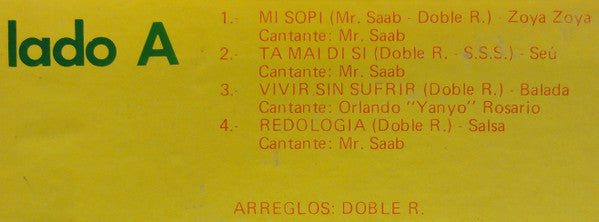 lado A
1.- MI SOPI (Mr. Saab - Doble R.) - Zoya Zoya
Cantante: Mr. Saab
2.- TA MAI DI SI (Doble R. - S.S.S.) - Seú
Cantante: Mr. Saab
3.- VIVIR SIN SUFRIR (Doble R.) - Balada
Cantante: Orlando "Yanyo" Rosario
4.- REDOLOGIA (Doble R.) - Salsa
Cantante: Mr. Saab
ARREGLOS: DOBLE R.